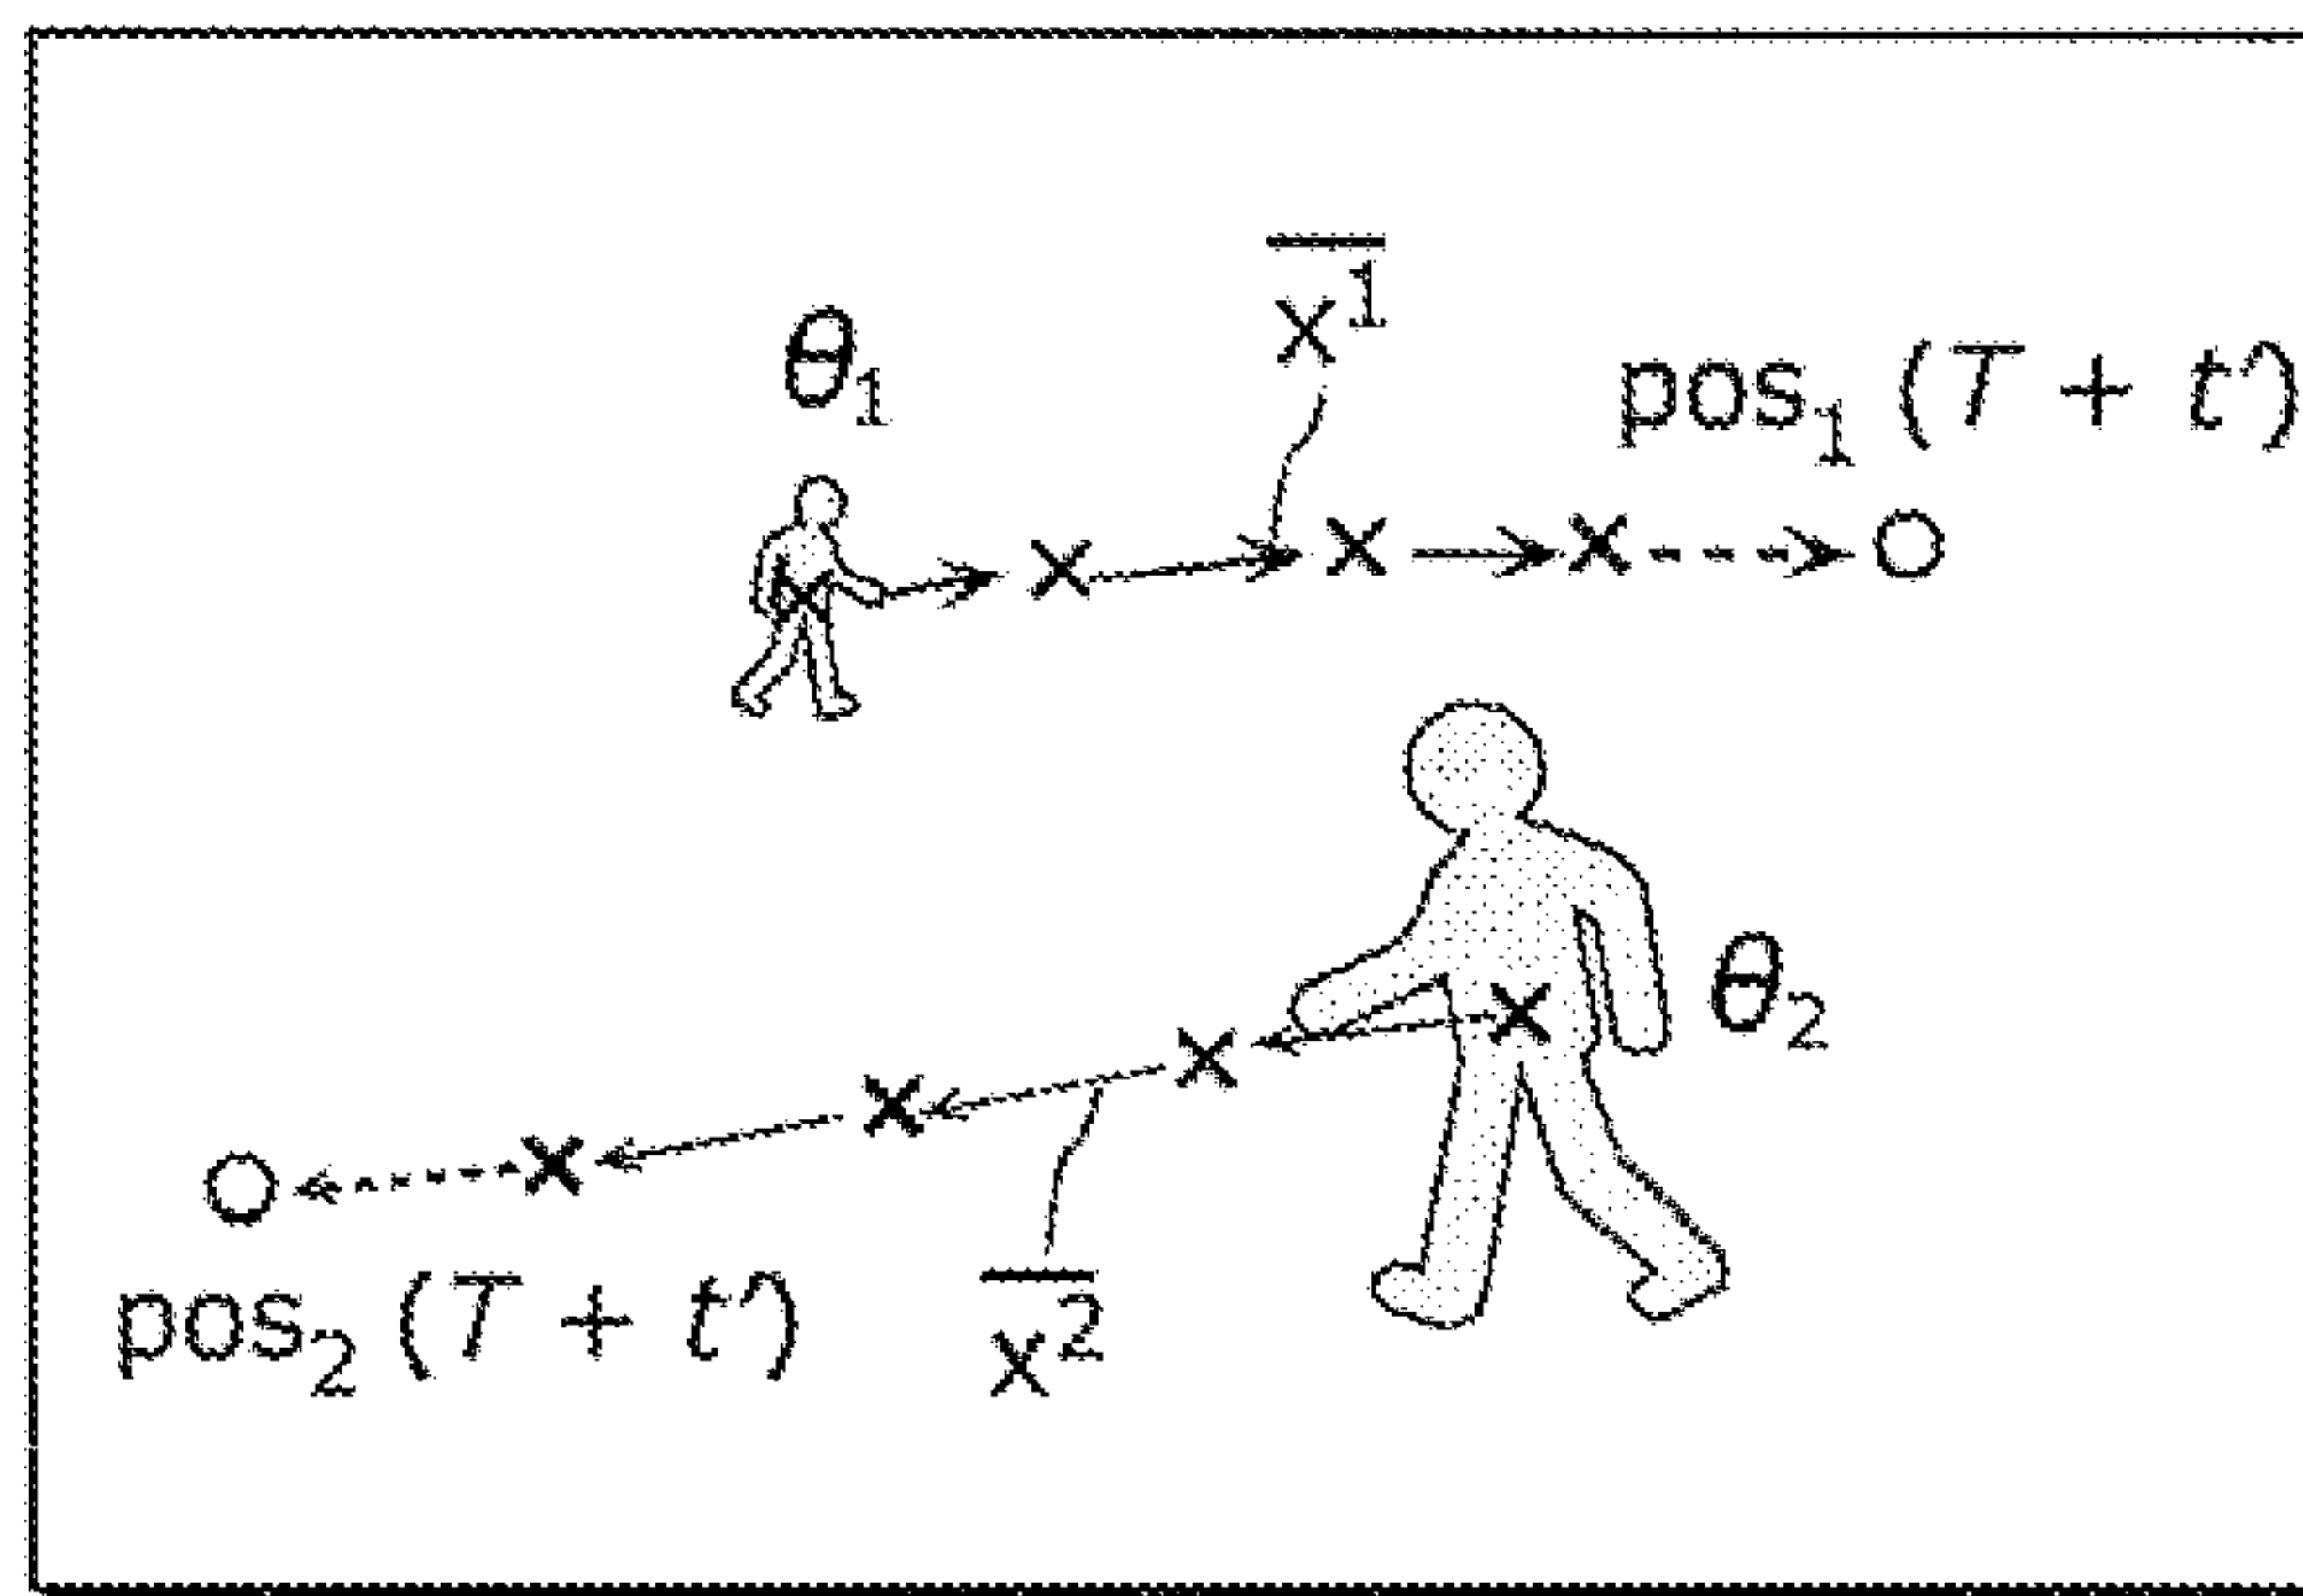 θ₁
x̅¹
pos₁ (T + t')
θ₂
pos₂ (T + t')
x̅²